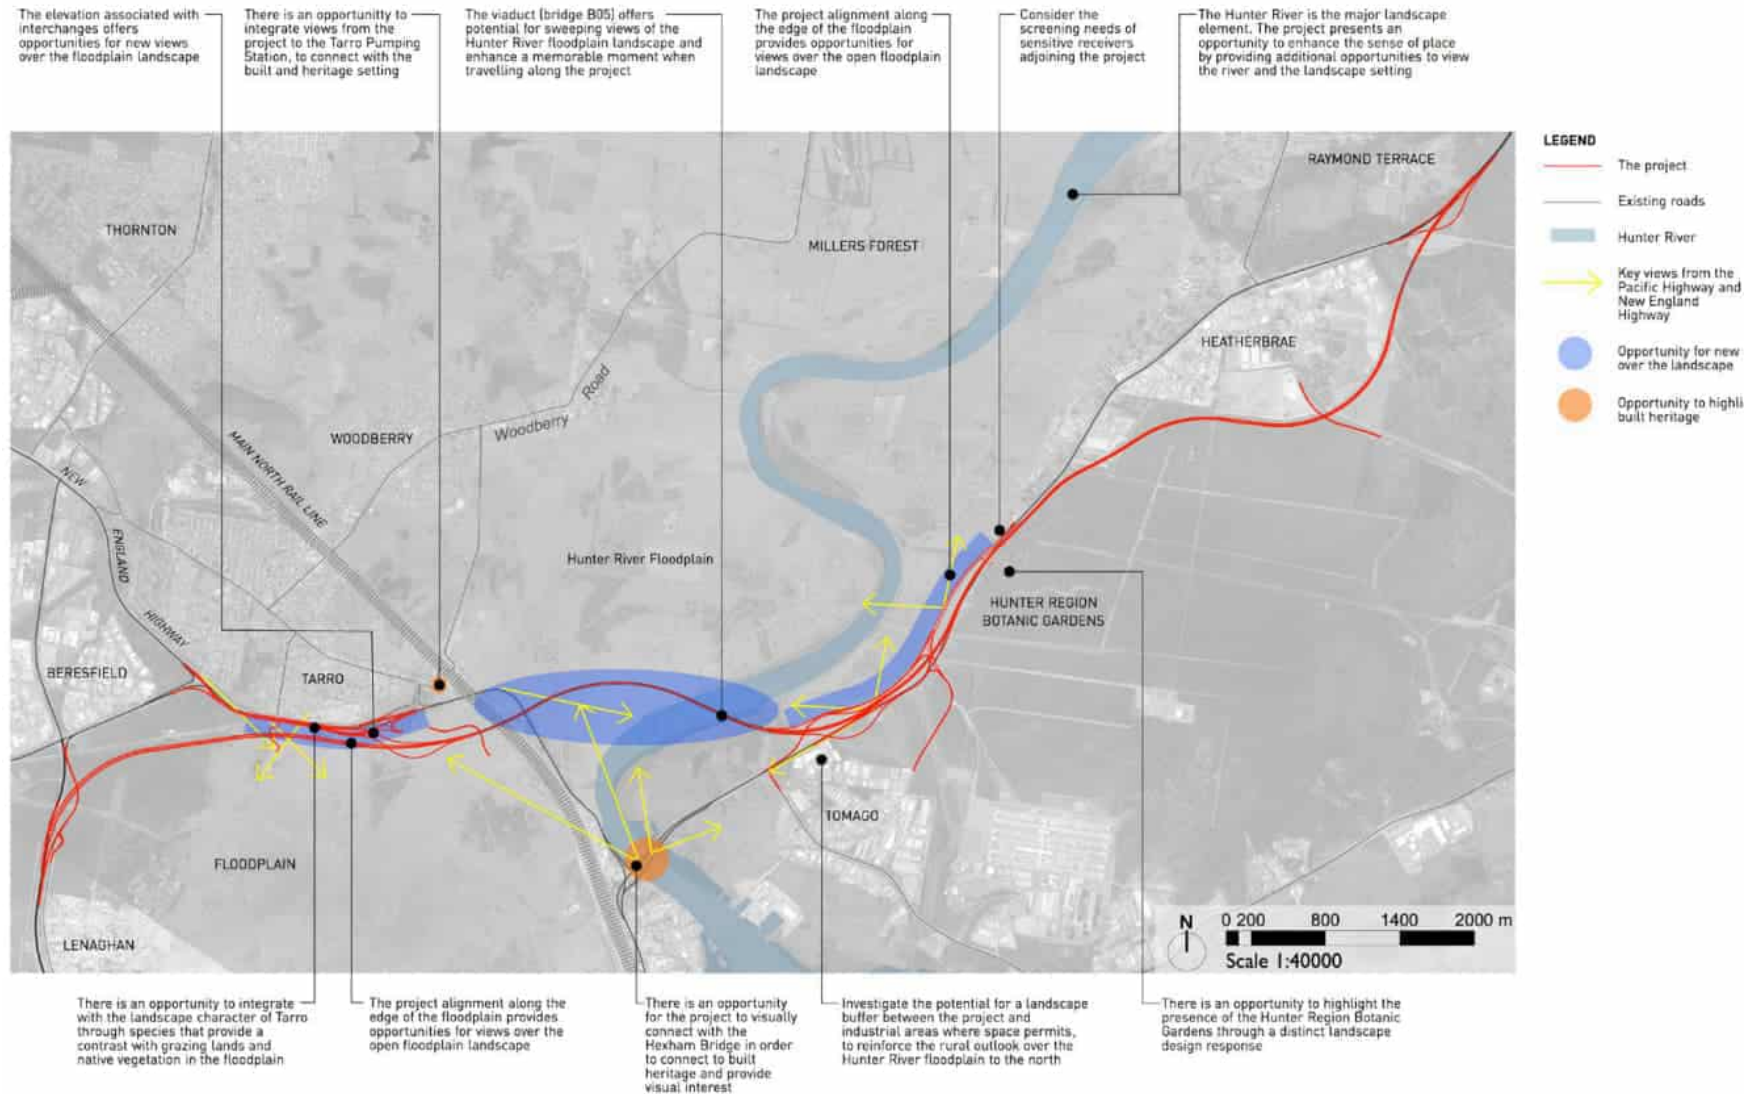 The elevation associated with
interchanges offers
opportunities for new views
over the floodplain landscape
There is an opportunitty to
integrate views from the
project to the Tarro Pumping
Station, to connect with the
built and heritage setting
The viaduct (bridge B05) offers
potential for sweeping views of the
Hunter River floodplain landscape and
enhance a memorable moment when
travelling along the project
The project alignment along
the edge of the floodplain
provides opportunities for
views over the open floodplain
landscape
Consider the
screening needs of
sensitive receivers
adjoining the project
The Hunter River is the major landscape
element. The project presents an
opportunity to enhance the sense of place
by providing additional opportunities to view
the river and the landscape setting
LEGEND
The project
Existing roads
Hunter River
Key views from the
Pacific Highway and
New England
Highway
Opportunity for new
over the landscape
Opportunity to highli
built heritage
RAYMOND TERRACE
THORNTON
MILLERS FOREST
HEATHERBRAE
WOODBERRY
Woodberry Road
MAIN NORTH RAIL LINE
NEW ENGLAND HIGHWAY
Hunter River Floodplain
HUNTER REGION
BOTANIC GARDENS
BERESFIELD
TARRO
TOMAGO
FLOODPLAIN
LENAGHAN
N
0 200 800 1400 2000 m
Scale 1:40000
There is an opportunity to integrate
with the landscape character of Tarro
through species that provide a
contrast with grazing lands and
native vegetation in the floodplain
The project alignment along the
edge of the floodplain provides
opportunities for views over the
open floodplain landscape
There is an opportunity
for the project to visually
connect with the
Hexham Bridge in order
to connect to built
heritage and provide
visual interest
Investigate the potential for a landscape
buffer between the project and
industrial areas where space permits,
to reinforce the rural outlook over the
Hunter River floodplain to the north
There is an opportunity to highlight the
presence of the Hunter Region Botanic
Gardens through a distinct landscape
design response